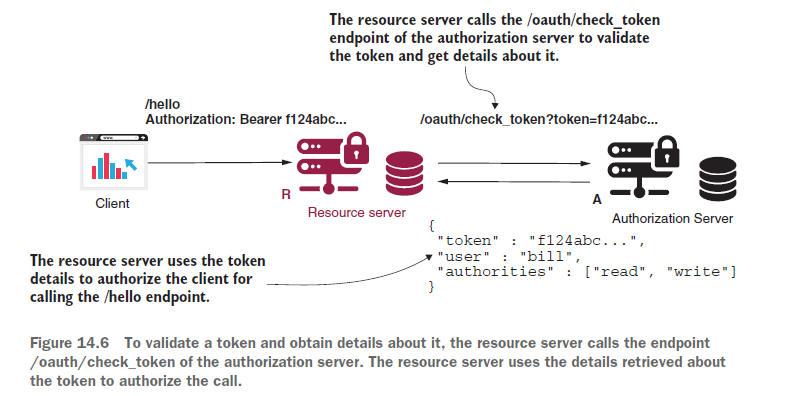 The resource server calls the /oauth/check_token
endpoint of the authorization server to validate
the token and get details about it.
/hello
Authorization: Bearer f124abc...
/oauth/check_token?token=f124abc...
www
Client
R
Resource server
A
Authorization Server
{
"token" : "f124abc...",
"user" : "bill",
"authorities" : ["read", "write"]
}
The resource server uses the token
details to authorize the client for
calling the /hello endpoint.
Figure 14.6 To validate a token and obtain details about it, the resource server calls the endpoint
/oauth/check_token of the authorization server. The resource server uses the details retrieved about
the token to authorize the call.